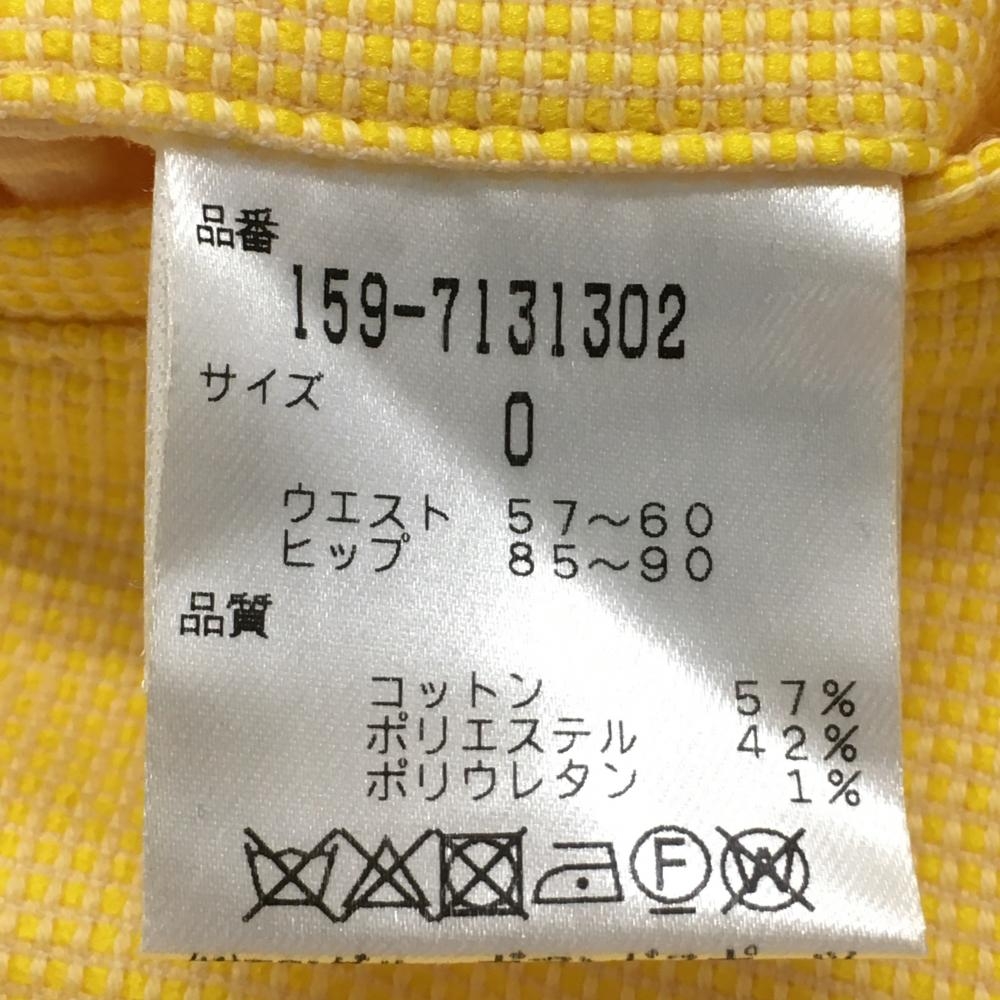 品番
159-7131302
サイズ
0
ウエスト 57～60
ヒップ 85～90
品質
コットン 57%
ポリエステル 42%
ポリウレタン 1%
F W